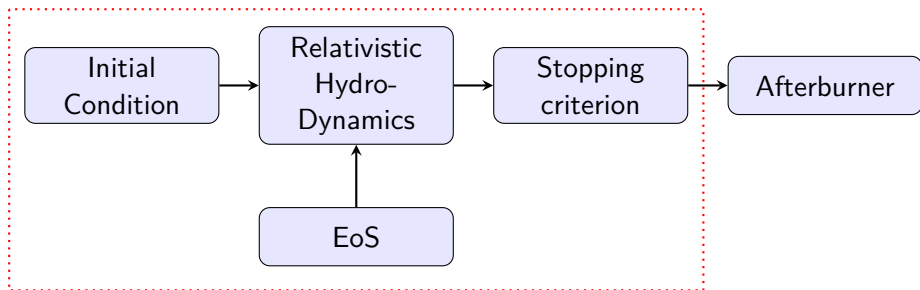 Initial
Condition
Relativistic
Hydro-
Dynamics
Stopping
criterion
Afterburner
EoS